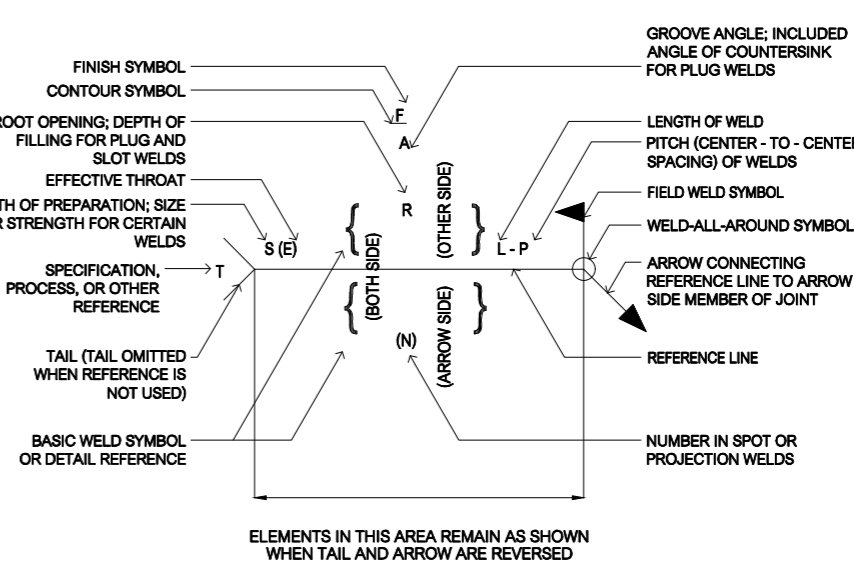 FINISH SYMBOL
CONTOUR SYMBOL
ROOT OPENING; DEPTH OF
FILLING FOR PLUG AND
SLOT WELDS
EFFECTIVE THROAT
TH OF PREPARATION; SIZE
R STRENGTH FOR CERTAIN
WELDS
SPECIFICATION,
PROCESS, OR OTHER
REFERENCE
TAIL (TAIL OMITTED
WHEN REFERENCE IS
NOT USED)
BASIC WELD SYMBOL
OR DETAIL REFERENCE
F
A
R
S (E)
T
{
}
{
}
(BOTH SIDE)
(OTHER SIDE)
(ARROW SIDE)
L - P
(N)
GROOVE ANGLE; INCLUDED
ANGLE OF COUNTERSINK
FOR PLUG WELDS
LENGTH OF WELD
PITCH (CENTER - TO - CENTER
SPACING) OF WELDS
FIELD WELD SYMBOL
WELD-ALL-AROUND SYMBOL
ARROW CONNECTING
REFERENCE LINE TO ARROW
SIDE MEMBER OF JOINT
REFERENCE LINE
NUMBER IN SPOT OR
PROJECTION WELDS
ELEMENTS IN THIS AREA REMAIN AS SHOWN
WHEN TAIL AND ARROW ARE REVERSED